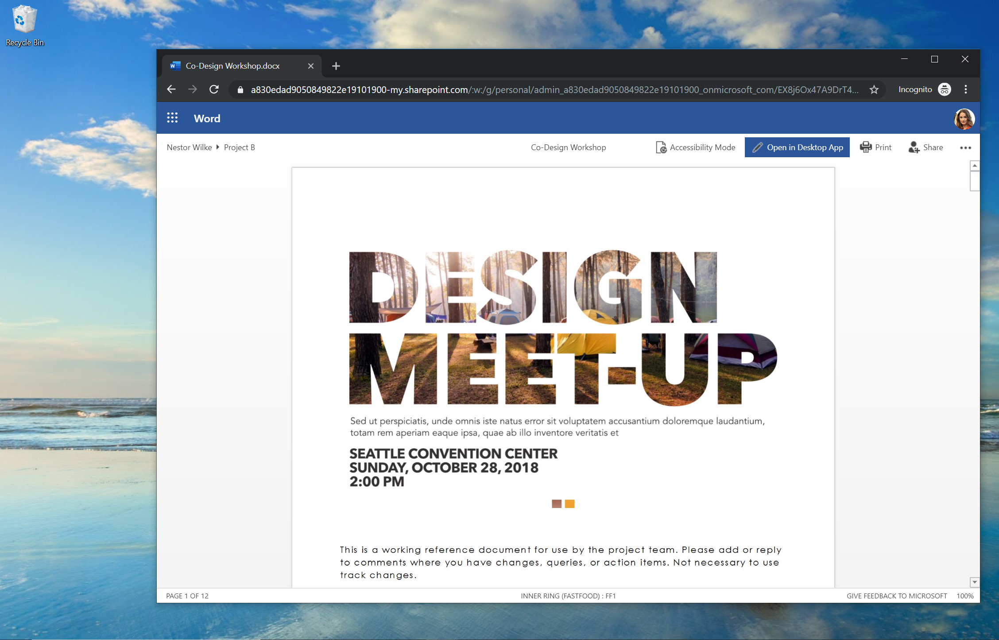 Recycle Bin
W
Co-Design Workshop.docx
a830edad9050849822e19101900-my.sharepoint.com/:w:/g/personal/admin_a830edad9050849822e19101900_onmicrosoft_com/EX8j6Ox47A9DrT4...
Incognito
Word
Nestor Wilke Project B
Co-Design Workshop
Accessibility Mode
Open in Desktop App
Print
Share
DESIGN
MEET-UP
Sed ut perspiciatis, unde omnis iste natus error sit voluptatem accusantium doloremque laudantium,
totam rem aperiam eaque ipsa, quae ab illo inventore veritatis et
SEATTLE CONVENTION CENTER
SUNDAY, OCTOBER 28, 2018
2:00 PM
This is a working reference document for use by the project team. Please add or reply
to comments where you have changes, queries, or action items. Not necessary to use
track changes.
PAGE 1 OF 12
INNER RING (FASTFOOD) : FF1
GIVE FEEDBACK TO MICROSOFT
100%